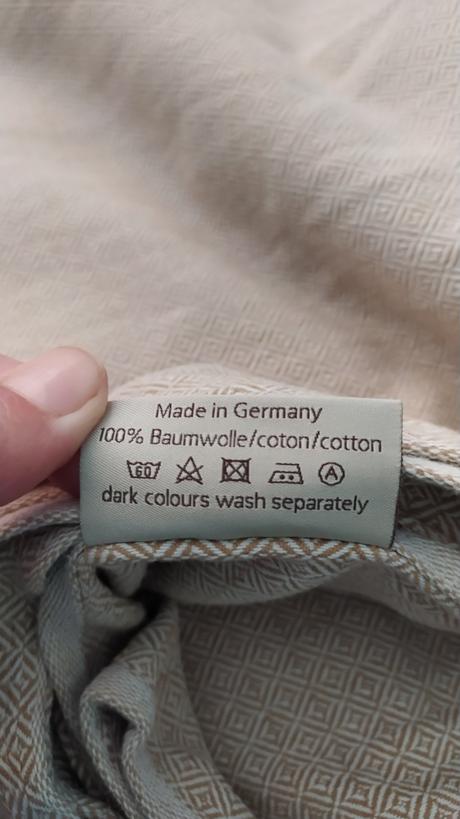 Made in Germany
100% Baumwolle/coton/cotton
60 A
dark colours wash separately